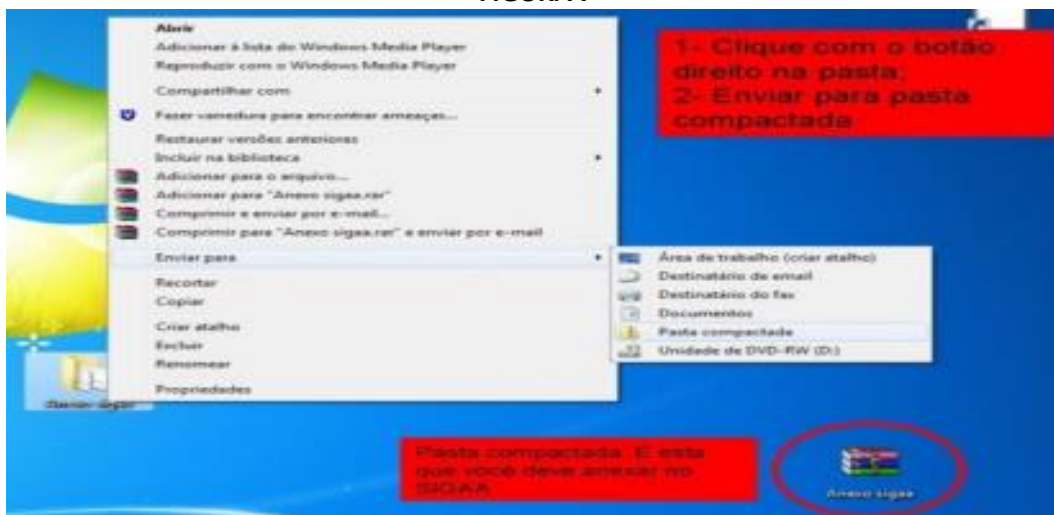 1- Clique com o botão
direito na pasta;
2- Enviar para pasta
compactada
Abrir
Adicionar à lista do Windows Media Player
Reproduzir com o Windows Media Player
Compartilhar com
Fazer varredura para encontrar ameaças...
Restaurar versões anteriores
Incluir na biblioteca
Adicionar para o arquivo...
Adicionar para "Anexo sigaa.rar"
Comprimir e enviar por e-mail...
Comprimir para "Anexo sigaa.rar" e enviar por e-mail
Enviar para
Recortar
Copiar
Criar atalho
Excluir
Renomear
Propriedades
Área de trabalho (criar atalho)
Destinatário de email
Destinatário do fax
Documentos
Pasta compactada
Unidade de DVD-RW (D:)
Anexo sigaa
Pasta compactada. É esta
que você deve anexar no
SIGAA
Anexo sigaa